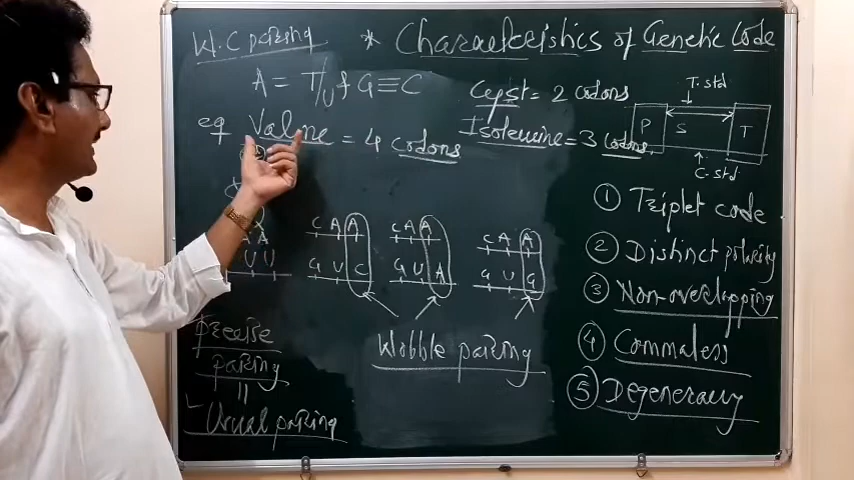 W.C pairing
* Characteristics of Genetic Code
A = T/U & G≡C
eg Valine = 4 codons
Cyst = 2 codons
Isoleucine = 3 codons.
T. std
P S T
C. std
① Triplet code
② Distinct polarity
③ Non-overlapping
④ Commaless
⑤ Degeneracy
A A
U U
C A A
G U C
C A A
G U A
C A A
G U G
Wobble pairing
Precise
pairing
=
Usual pairing